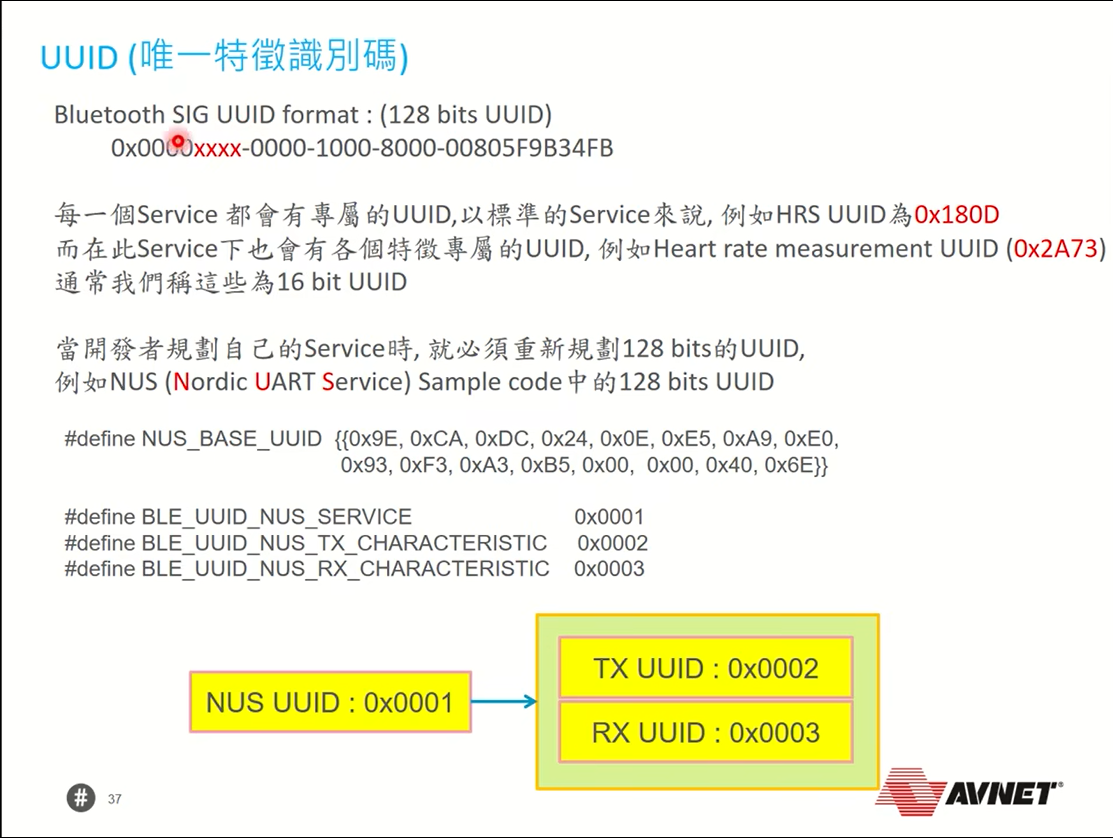 UUID (唯一特徵識別碼)
Bluetooth SIG UUID format : (128 bits UUID)
0x0000xxxx-0000-1000-8000-00805F9B34FB
每一個Service 都會有專屬的UUID,以標準的Service來說, 例如HRS UUID為0x180D
而在此Service下也會有各個特徵專屬的UUID, 例如Heart rate measurement UUID (0x2A73)
通常我們稱這些為16 bit UUID
當開發者規劃自己的Service時, 就必須重新規劃128 bits的UUID,
例如NUS (Nordic UART Service) Sample code中的128 bits UUID
#define NUS_BASE_UUID {{0x9E, 0xCA, 0xDC, 0x24, 0x0E, 0xE5, 0xA9, 0xE0,
0x93, 0xF3, 0xA3, 0xB5, 0x00, 0x00, 0x40, 0x6E}}
#define BLE_UUID_NUS_SERVICE 0x0001
#define BLE_UUID_NUS_TX_CHARACTERISTIC 0x0002
#define BLE_UUID_NUS_RX_CHARACTERISTIC 0x0003
NUS UUID : 0x0001
TX UUID : 0x0002
RX UUID : 0x0003
# 37
AVNET®